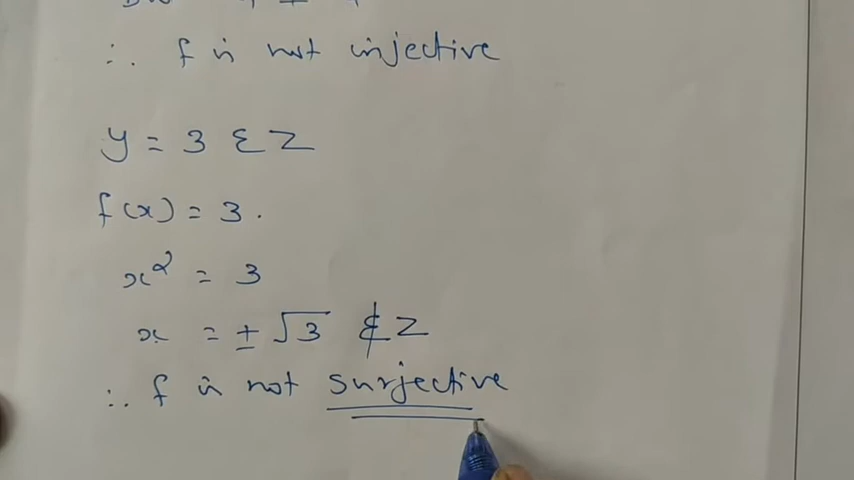 ∴ f is not injective
y = 3 ∈ Z
f(x) = 3.
x² = 3
x = ± √3 ∉ Z
∴ f is not surjective